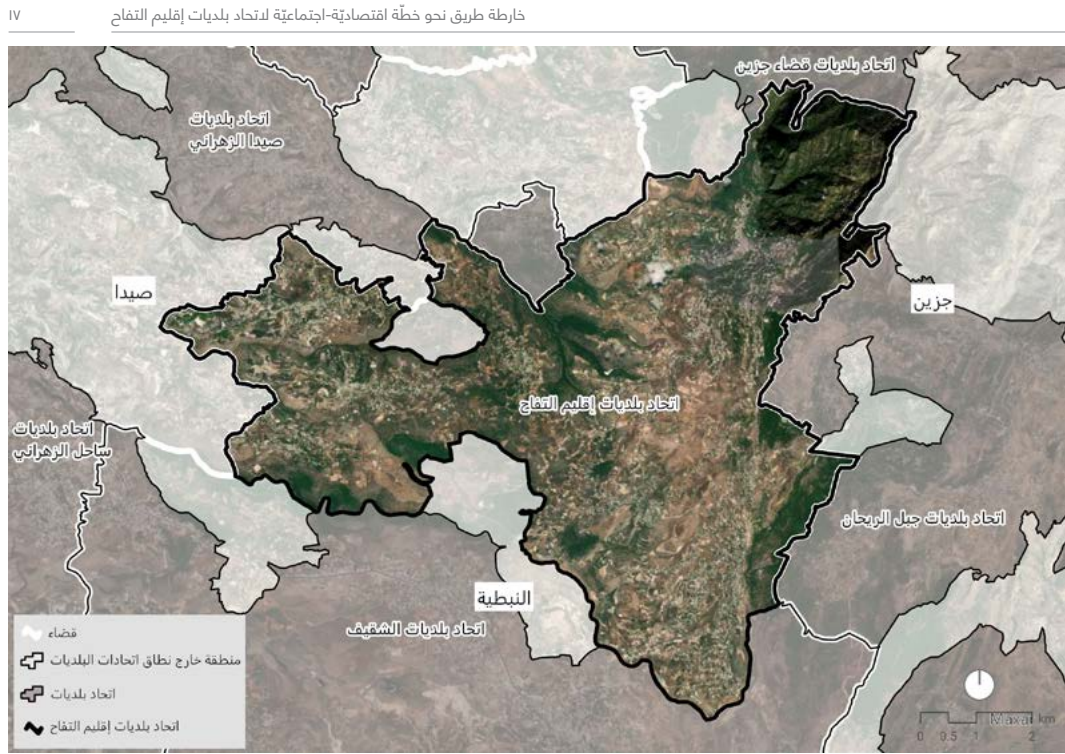 خارطة طريق نحو خطّة اقتصاديّة-اجتماعيّة لاتحاد بلديات إقليم التفاح
١٧
اتحاد بلديات قضاء جزين
اتحاد بلديات
صيدا الزهراني
صيدا
جزين
اتحاد بلديات إقليم التفاح
اتحاد بلديات
ساحل الزهراني
اتحاد بلديات جبل الريحان
النبطية
اتحاد بلديات الشقيف
قضاء
منطقة خارج نطاق اتحادات البلديات
اتحاد بلديات
اتحاد بلديات إقليم التفاح
Maxar
km
0 0.5 1 2